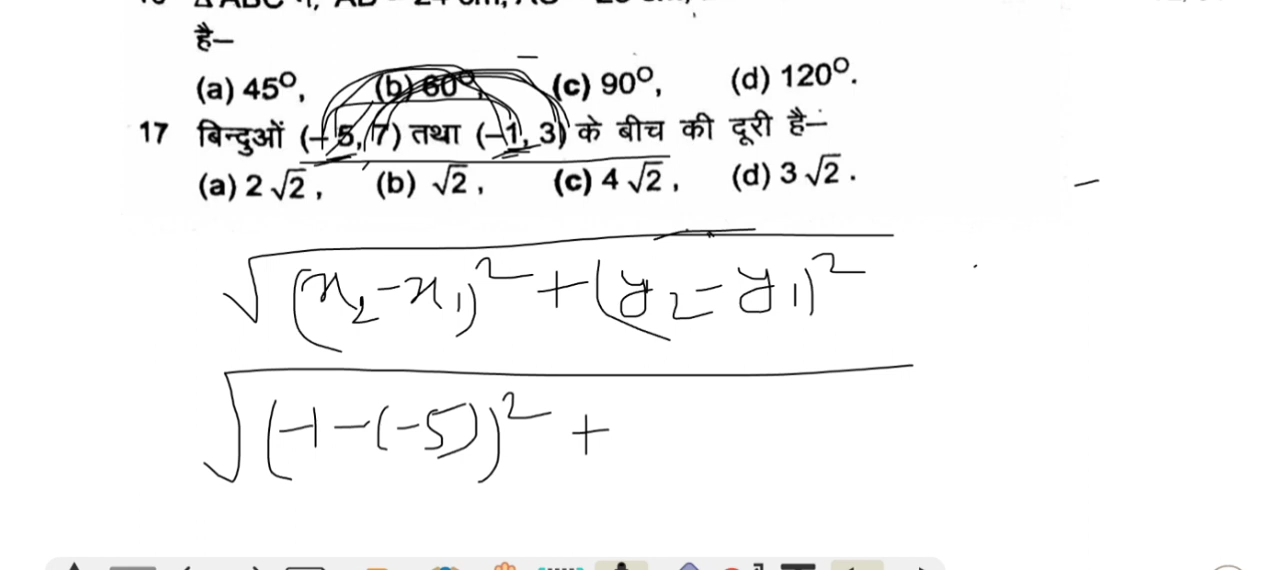 है–
(a) 45°, (b) 60°, (c) 90°, (d) 120°.
17 बिन्दुओं (–5, 7) तथा (–1, 3) के बीच की दूरी है–
(a) 2√2, (b) √2, (c) 4√2, (d) 3√2.
√(x₂-x₁)²+(y₂-y₁)²
√(-1-(-5))²+